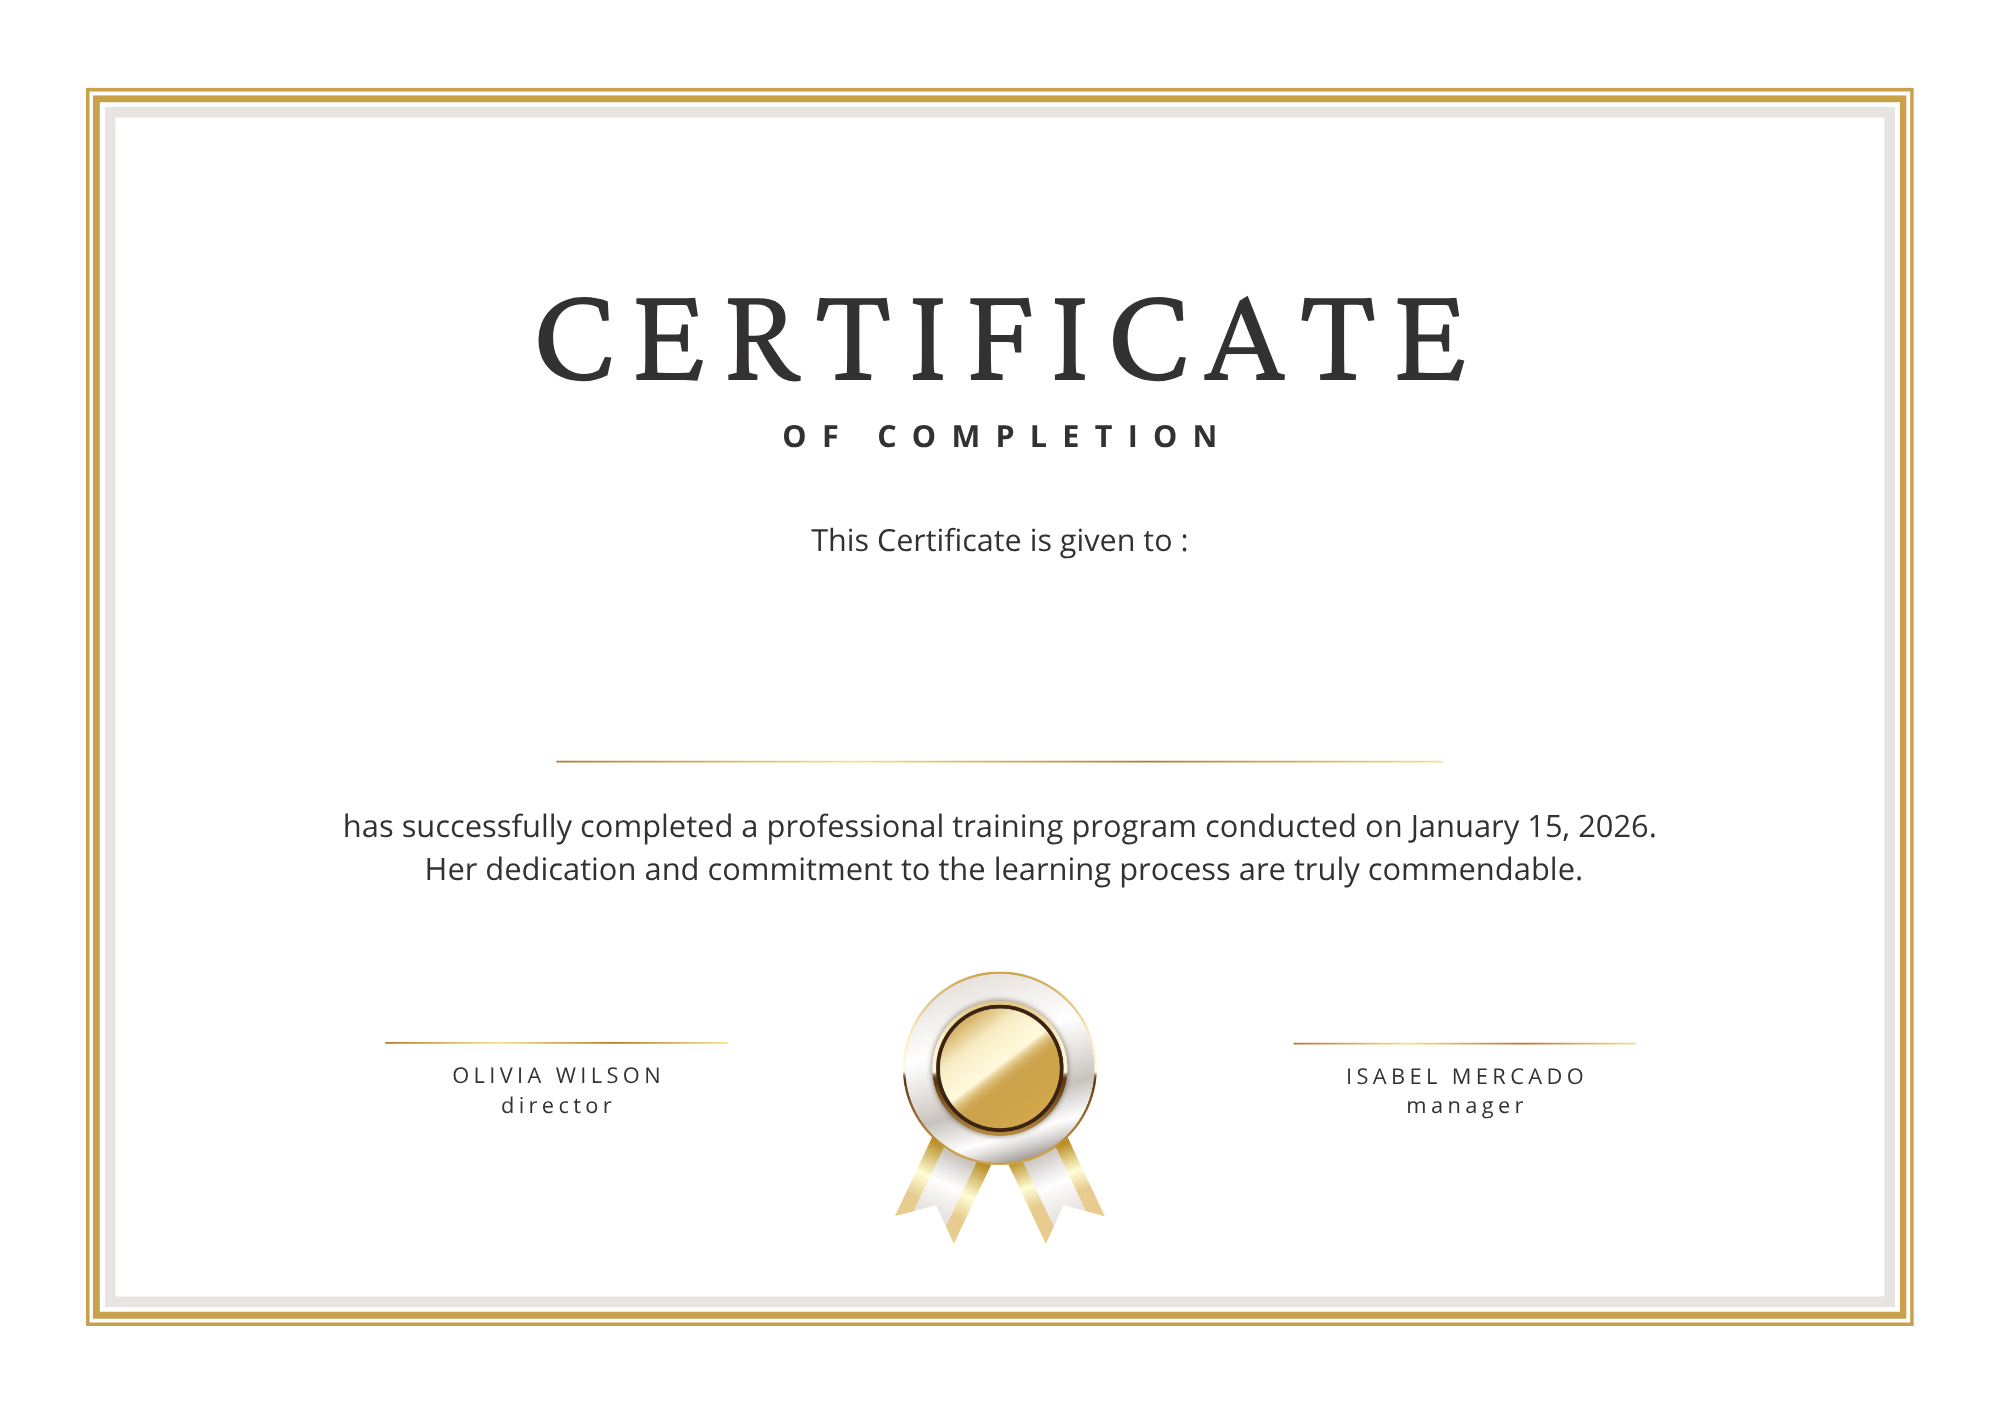 CERTIFICATE
OF COMPLETION
This Certificate is given to :
has successfully completed a professional training program conducted on January 15, 2026.
Her dedication and commitment to the learning process are truly commendable.
OLIVIA WILSON
director
ISABEL MERCADO
manager